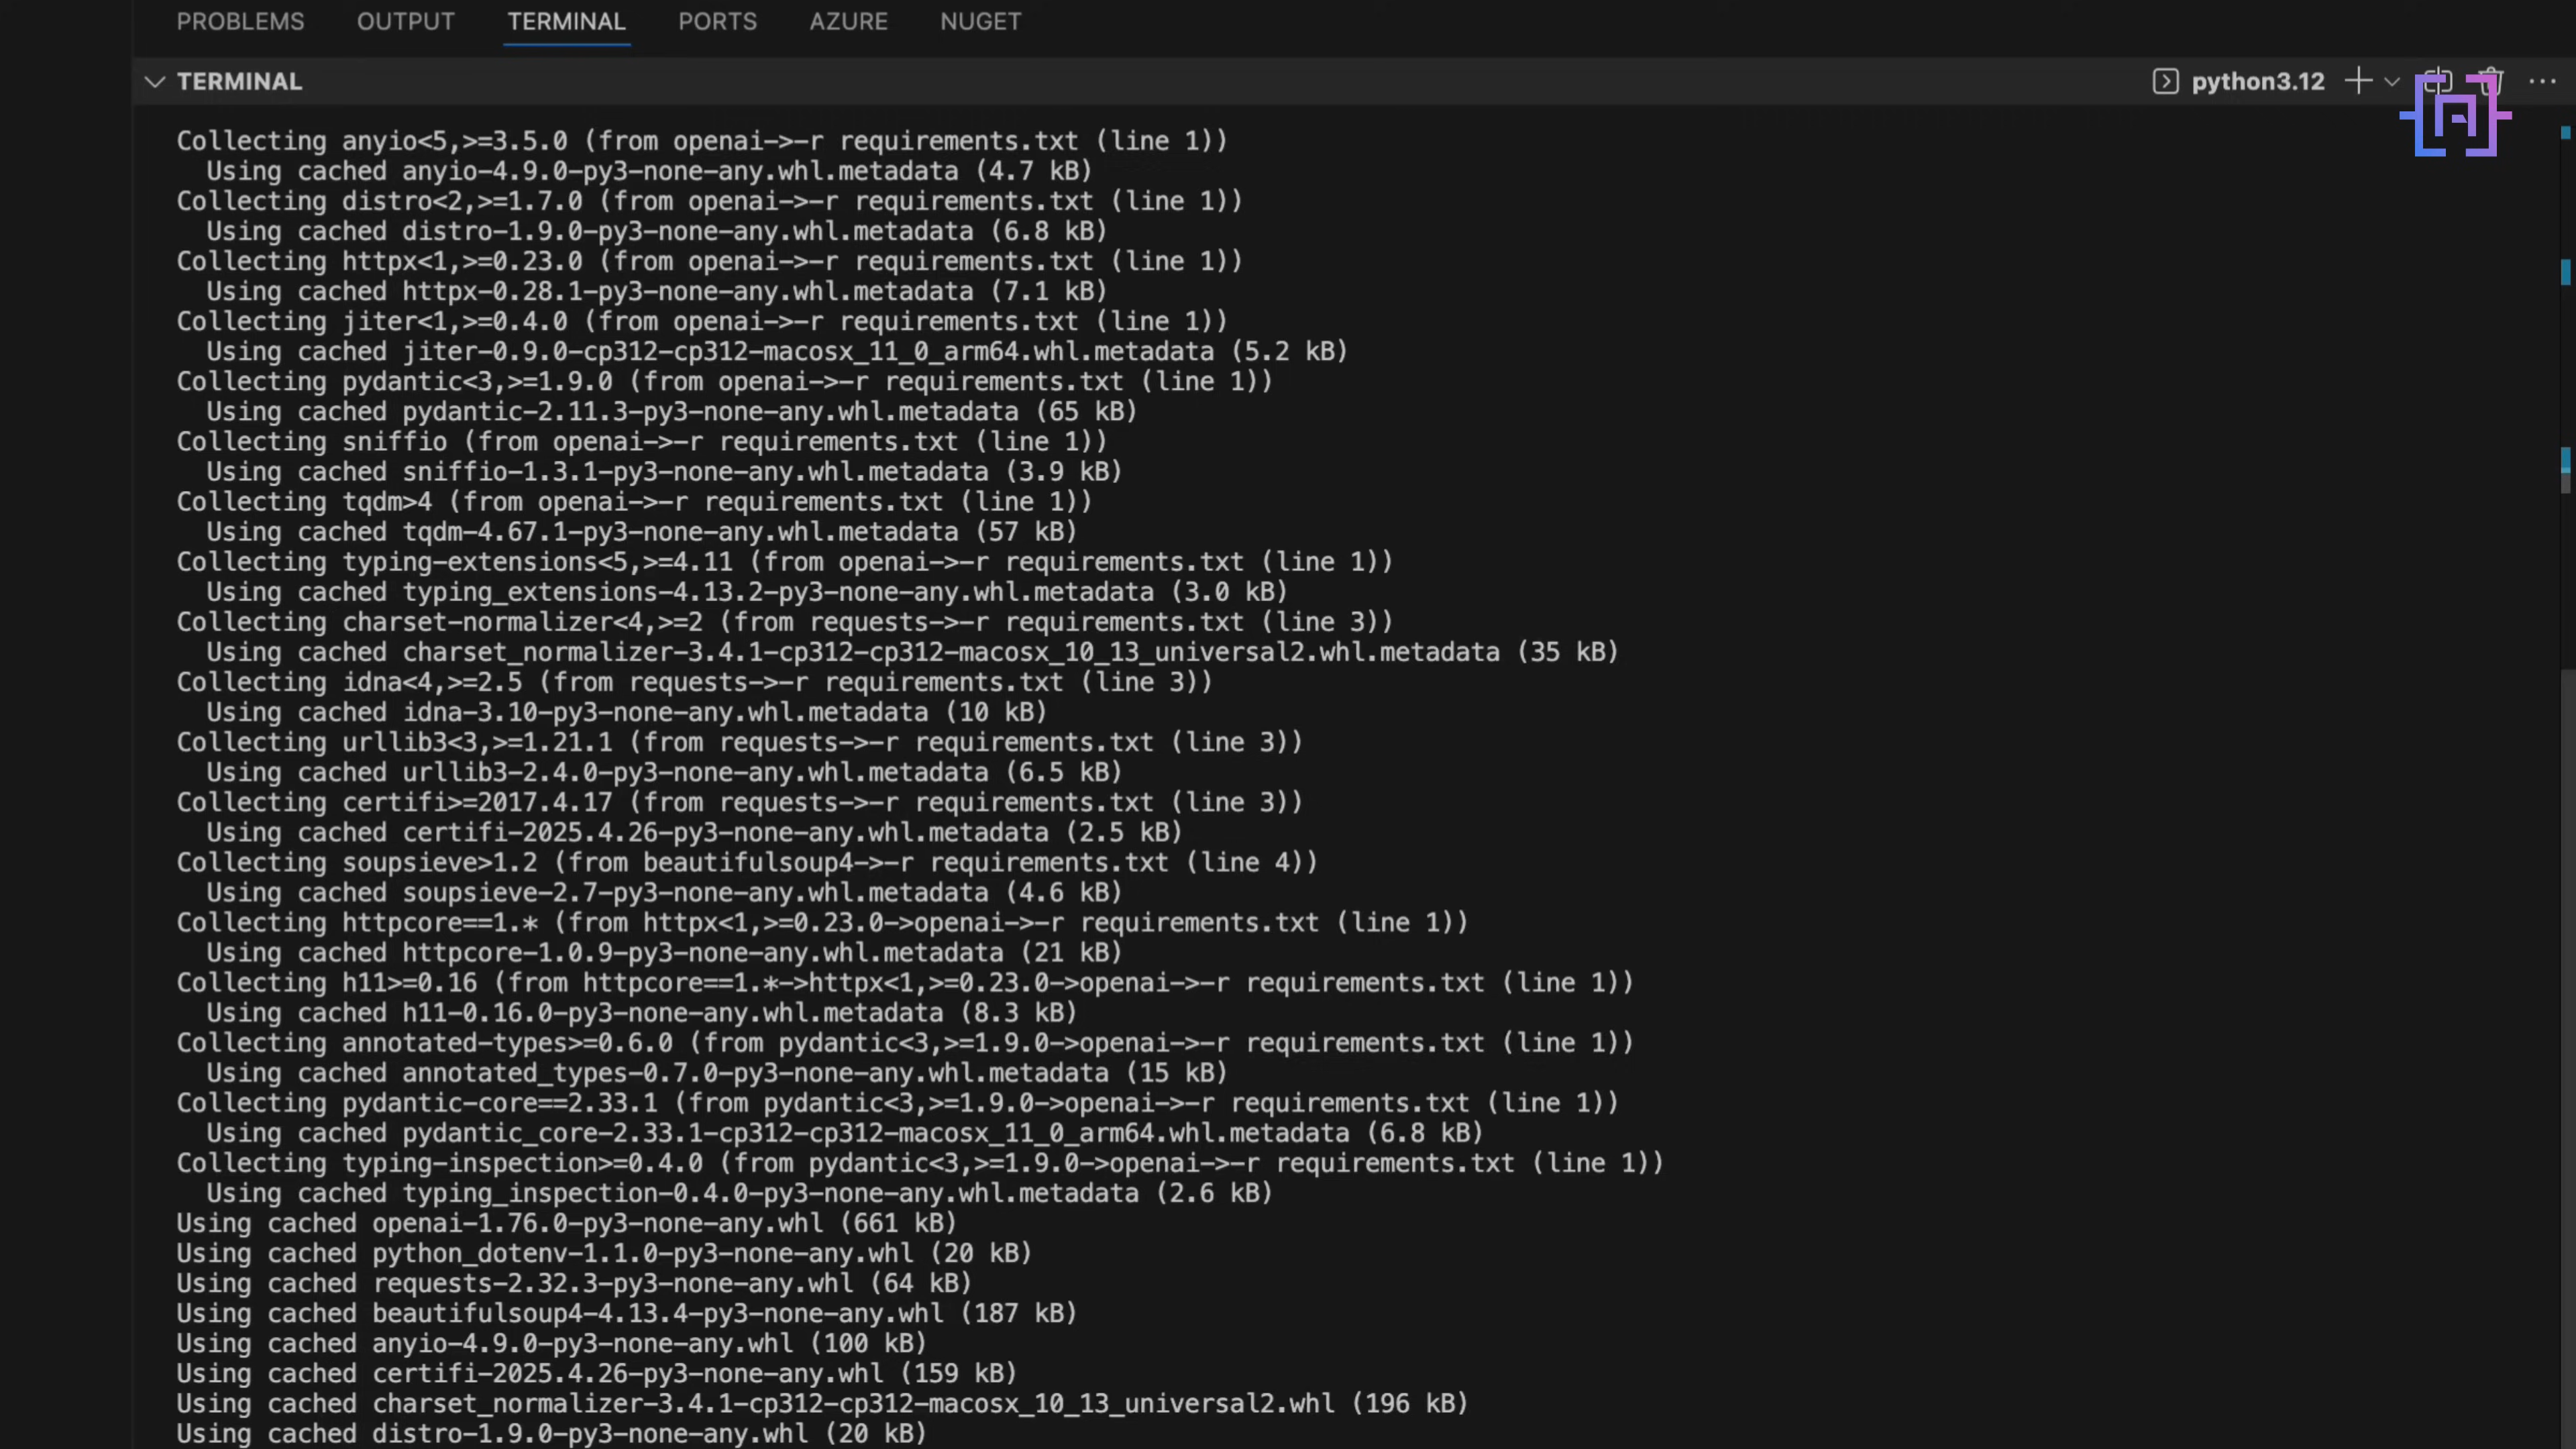 PROBLEMS OUTPUT TERMINAL PORTS AZURE NUGET
TERMINAL python3.12
Collecting anyio<5,>=3.5.0 (from openai->-r requirements.txt (line 1))
  Using cached anyio-4.9.0-py3-none-any.whl.metadata (4.7 kB)
Collecting distro<2,>=1.7.0 (from openai->-r requirements.txt (line 1))
  Using cached distro-1.9.0-py3-none-any.whl.metadata (6.8 kB)
Collecting httpx<1,>=0.23.0 (from openai->-r requirements.txt (line 1))
  Using cached httpx-0.28.1-py3-none-any.whl.metadata (7.1 kB)
Collecting jiter<1,>=0.4.0 (from openai->-r requirements.txt (line 1))
  Using cached jiter-0.9.0-cp312-cp312-macosx_11_0_arm64.whl.metadata (5.2 kB)
Collecting pydantic<3,>=1.9.0 (from openai->-r requirements.txt (line 1))
  Using cached pydantic-2.11.3-py3-none-any.whl.metadata (65 kB)
Collecting sniffio (from openai->-r requirements.txt (line 1))
  Using cached sniffio-1.3.1-py3-none-any.whl.metadata (3.9 kB)
Collecting tqdm>4 (from openai->-r requirements.txt (line 1))
  Using cached tqdm-4.67.1-py3-none-any.whl.metadata (57 kB)
Collecting typing-extensions<5,>=4.11 (from openai->-r requirements.txt (line 1))
  Using cached typing_extensions-4.13.2-py3-none-any.whl.metadata (3.0 kB)
Collecting charset-normalizer<4,>=2 (from requests->-r requirements.txt (line 3))
  Using cached charset_normalizer-3.4.1-cp312-cp312-macosx_10_13_universal2.whl.metadata (35 kB)
Collecting idna<4,>=2.5 (from requests->-r requirements.txt (line 3))
  Using cached idna-3.10-py3-none-any.whl.metadata (10 kB)
Collecting urllib3<3,>=1.21.1 (from requests->-r requirements.txt (line 3))
  Using cached urllib3-2.4.0-py3-none-any.whl.metadata (6.5 kB)
Collecting certifi>=2017.4.17 (from requests->-r requirements.txt (line 3))
  Using cached certifi-2025.4.26-py3-none-any.whl.metadata (2.5 kB)
Collecting soupsieve>1.2 (from beautifulsoup4->-r requirements.txt (line 4))
  Using cached soupsieve-2.7-py3-none-any.whl.metadata (4.6 kB)
Collecting httpcore==1.* (from httpx<1,>=0.23.0->openai->-r requirements.txt (line 1))
  Using cached httpcore-1.0.9-py3-none-any.whl.metadata (21 kB)
Collecting h11>=0.16 (from httpcore==1.*->httpx<1,>=0.23.0->openai->-r requirements.txt (line 1))
  Using cached h11-0.16.0-py3-none-any.whl.metadata (8.3 kB)
Collecting annotated-types>=0.6.0 (from pydantic<3,>=1.9.0->openai->-r requirements.txt (line 1))
  Using cached annotated_types-0.7.0-py3-none-any.whl.metadata (15 kB)
Collecting pydantic-core==2.33.1 (from pydantic<3,>=1.9.0->openai->-r requirements.txt (line 1))
  Using cached pydantic_core-2.33.1-cp312-cp312-macosx_11_0_arm64.whl.metadata (6.8 kB)
Collecting typing-inspection>=0.4.0 (from pydantic<3,>=1.9.0->openai->-r requirements.txt (line 1))
  Using cached typing_inspection-0.4.0-py3-none-any.whl.metadata (2.6 kB)
Using cached openai-1.76.0-py3-none-any.whl (661 kB)
Using cached python_dotenv-1.1.0-py3-none-any.whl (20 kB)
Using cached requests-2.32.3-py3-none-any.whl (64 kB)
Using cached beautifulsoup4-4.13.4-py3-none-any.whl (187 kB)
Using cached anyio-4.9.0-py3-none-any.whl (100 kB)
Using cached certifi-2025.4.26-py3-none-any.whl (159 kB)
Using cached charset_normalizer-3.4.1-cp312-cp312-macosx_10_13_universal2.whl (196 kB)
Using cached distro-1.9.0-py3-none-any.whl (20 kB)